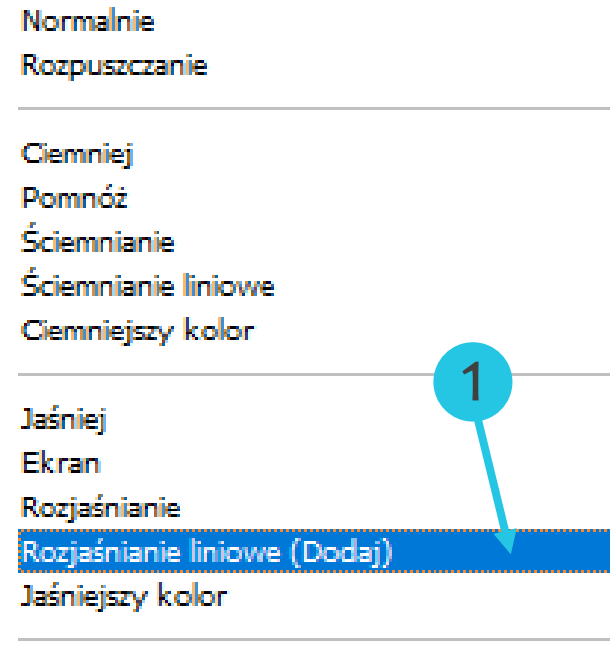 Normalnie
Rozpuszczanie
Ciemniej
Pomnóż
Ściemnianie
Ściemnianie liniowe
Ciemniejszy kolor
1
Jaśniej
Ekran
Rozjaśnianie
Rozjaśnianie liniowe (Dodaj)
Jaśniejszy kolor